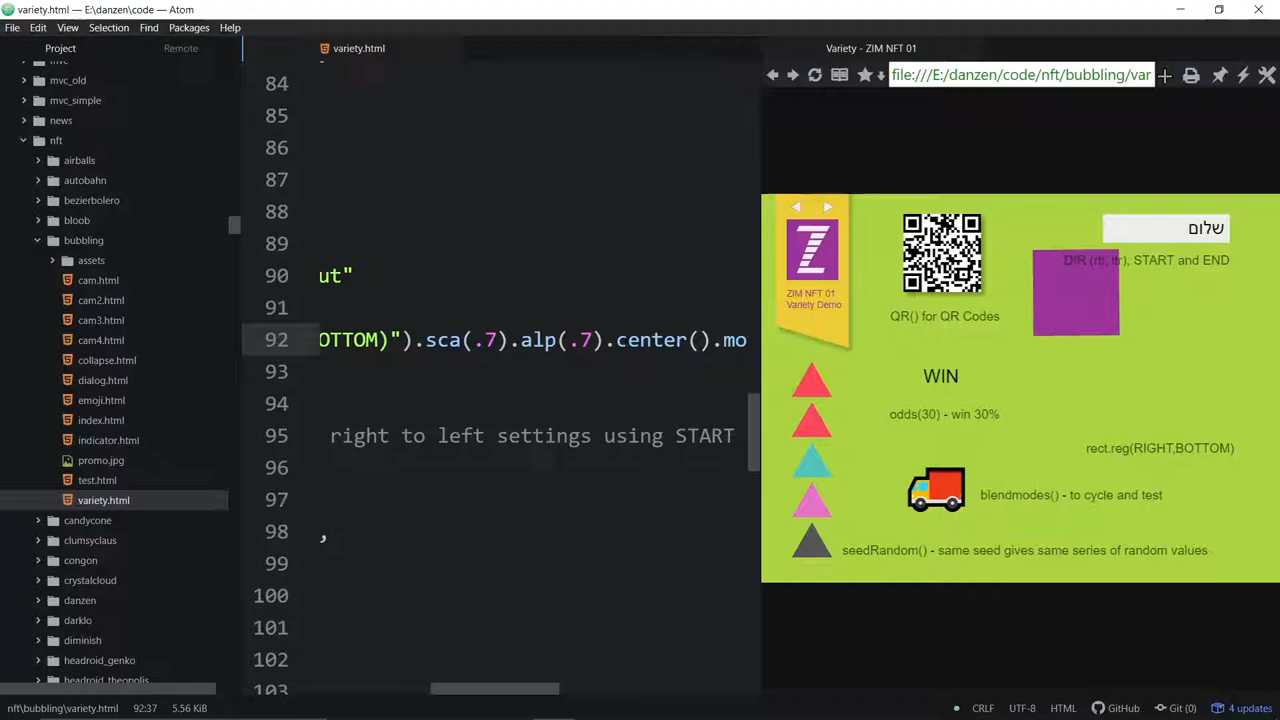 variety.html — E:\danzen\code — Atom
File Edit View Selection Find Packages Help
Project Remote
mvc_old
mvc_simple
news
nft
airballs
autobahn
bezierbolero
bloob
bubbling
assets
cam.html
cam2.html
cam3.html
cam4.html
collapse.html
dialog.html
emoji.html
index.html
indicator.html
promo.jpg
test.html
variety.html
candycone
clumsyclaus
congon
crystalcloud
danzen
darklo
diminish
headroid_genko
headroid_theopolis
variety.html
84
85
86
87
88
89
90 ut"
91
92 OTTOM)").sca(.7).alp(.7).center().mo
93
94
95 right to left settings using START
96
97
98 ,
99
100
101
102
103
Variety - ZIM NFT 01
file:///E:/danzen/code/nft/bubbling/var
Z
ZIM NFT 01
Variety Demo
QR() for QR Codes
שלום
DIR (rtl, ltr), START and END
WIN
odds(30) - win 30%
rect.reg(RIGHT,BOTTOM)
blendmodes() - to cycle and test
seedRandom() - same seed gives same series of random values
nft\bubbling\variety.html 92:37 5.56 KiB
CRLF UTF-8 HTML GitHub Git (0) 4 updates